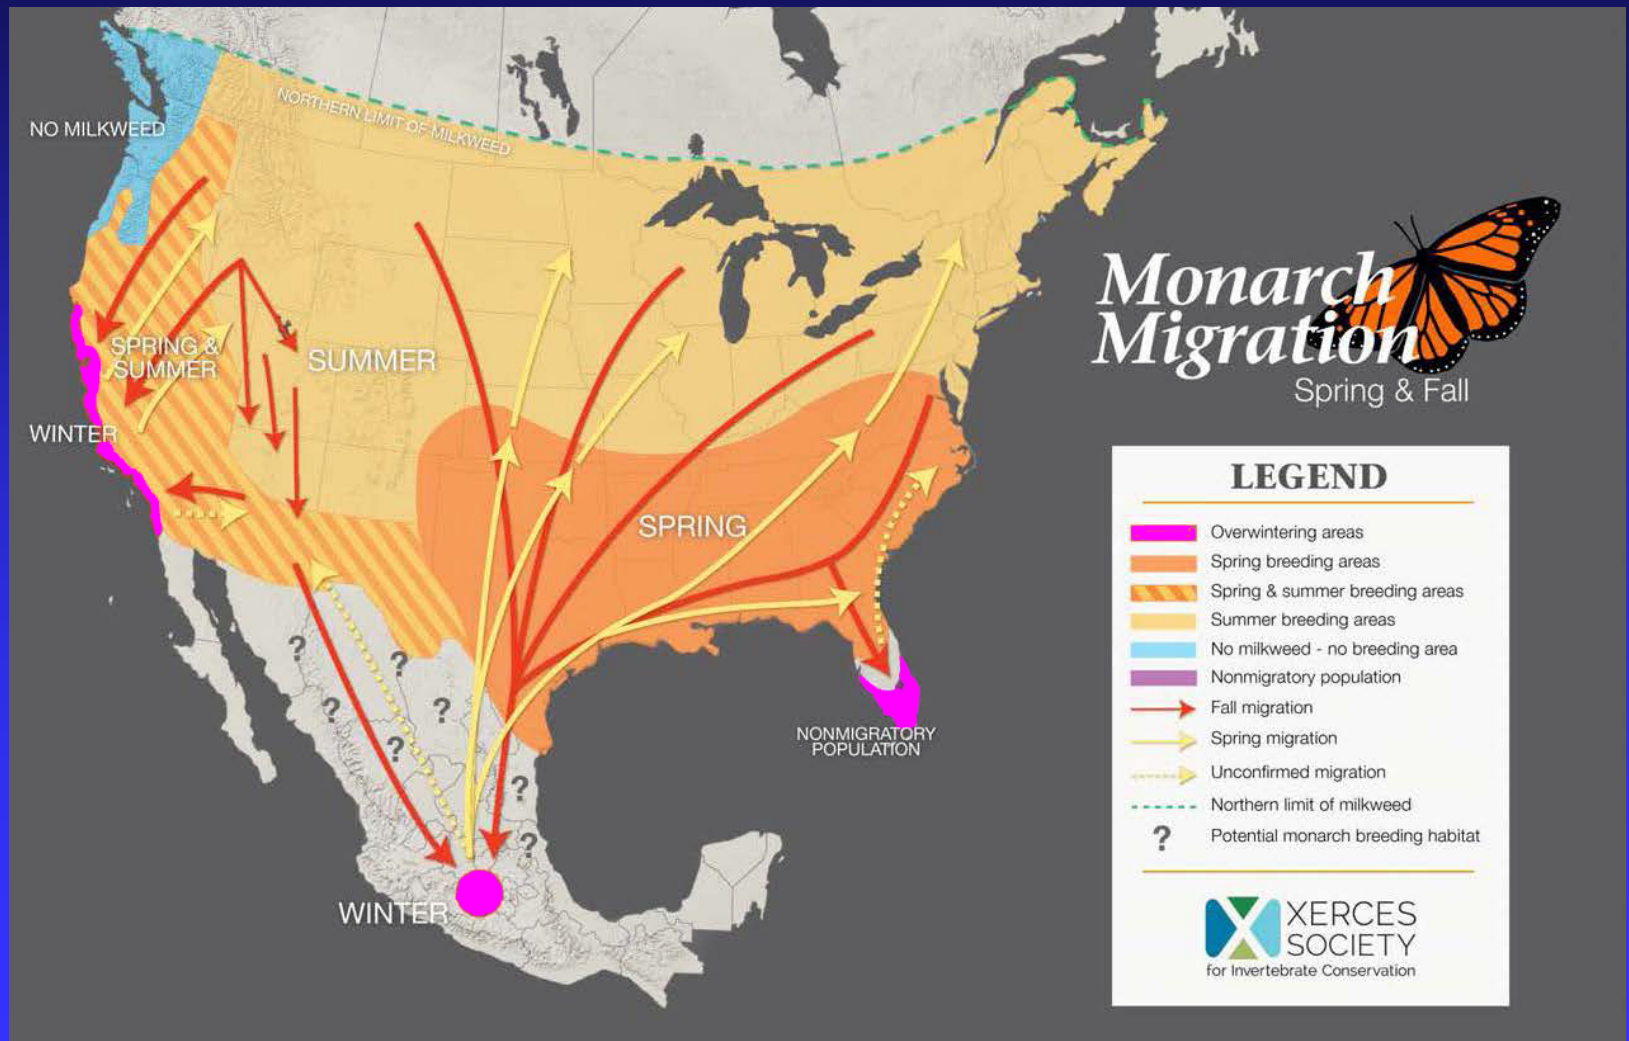 NO MILKWEED
NORTHERN LIMIT OF MILKWEED
SPRING &
SUMMER
SUMMER
WINTER
SPRING
?
?
?
?
?
?
?
NONMIGRATORY
POPULATION
WINTER
Monarch
Migration
Spring & Fall
LEGEND
Overwintering areas
Spring breeding areas
Spring & summer breeding areas
Summer breeding areas
No milkweed - no breeding area
Nonmigratory population
Fall migration
Spring migration
Unconfirmed migration
Northern limit of milkweed
? Potential monarch breeding habitat
XERCES
SOCIETY
for Invertebrate Conservation